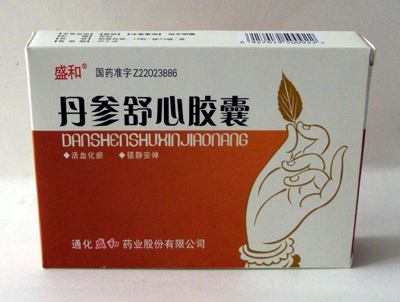 盛和®
国药准字Z22023886
丹参舒心胶囊
DANSHENSHUXINJIAONANG
◆活血化瘀 ◆镇静安神
通化盛和药业股份有限公司